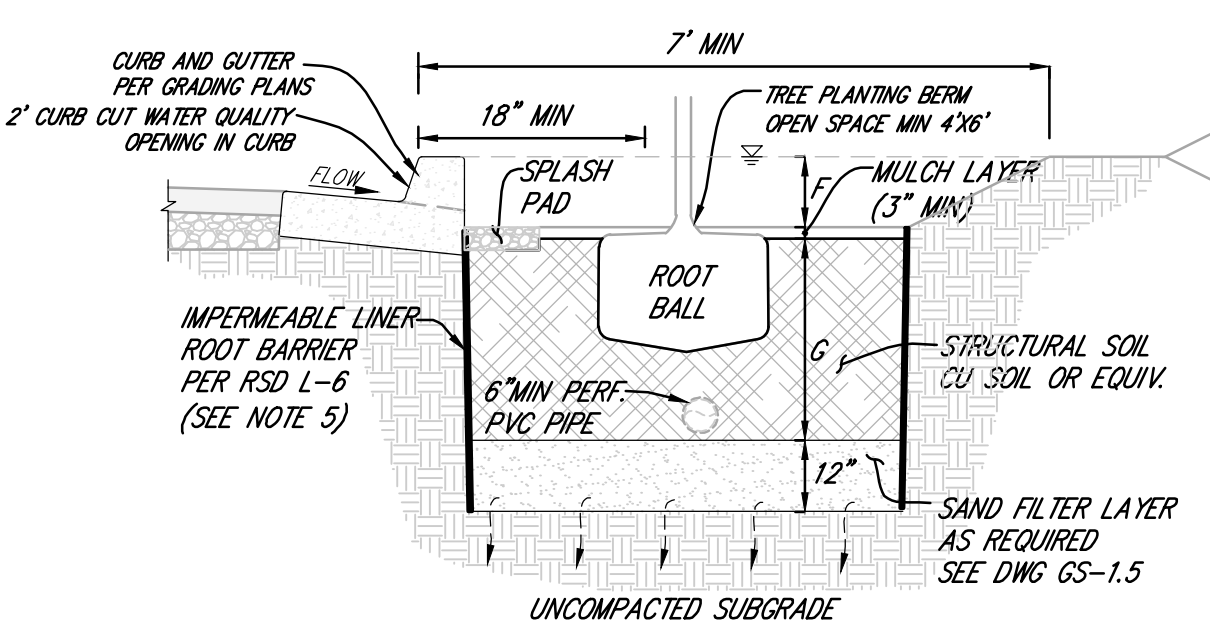 7' MIN
CURB AND GUTTER
PER GRADING PLANS
2' CURB CUT WATER QUALITY
OPENING IN CURB
18" MIN
TREE PLANTING BERM
OPEN SPACE MIN 4'X6'
FLOW
SPLASH
PAD
F
MULCH LAYER
(3" MIN)
ROOT
BALL
IMPERMEABLE LINER
ROOT BARRIER
PER RSD L-6
(SEE NOTE 5)
G
STRUCTURAL SOIL
CU SOIL OR EQUIV.
6"MIN PERF.
PVC PIPE
12"
SAND FILTER LAYER
AS REQUIRED
SEE DWG GS-1.5
UNCOMPACTED SUBGRADE